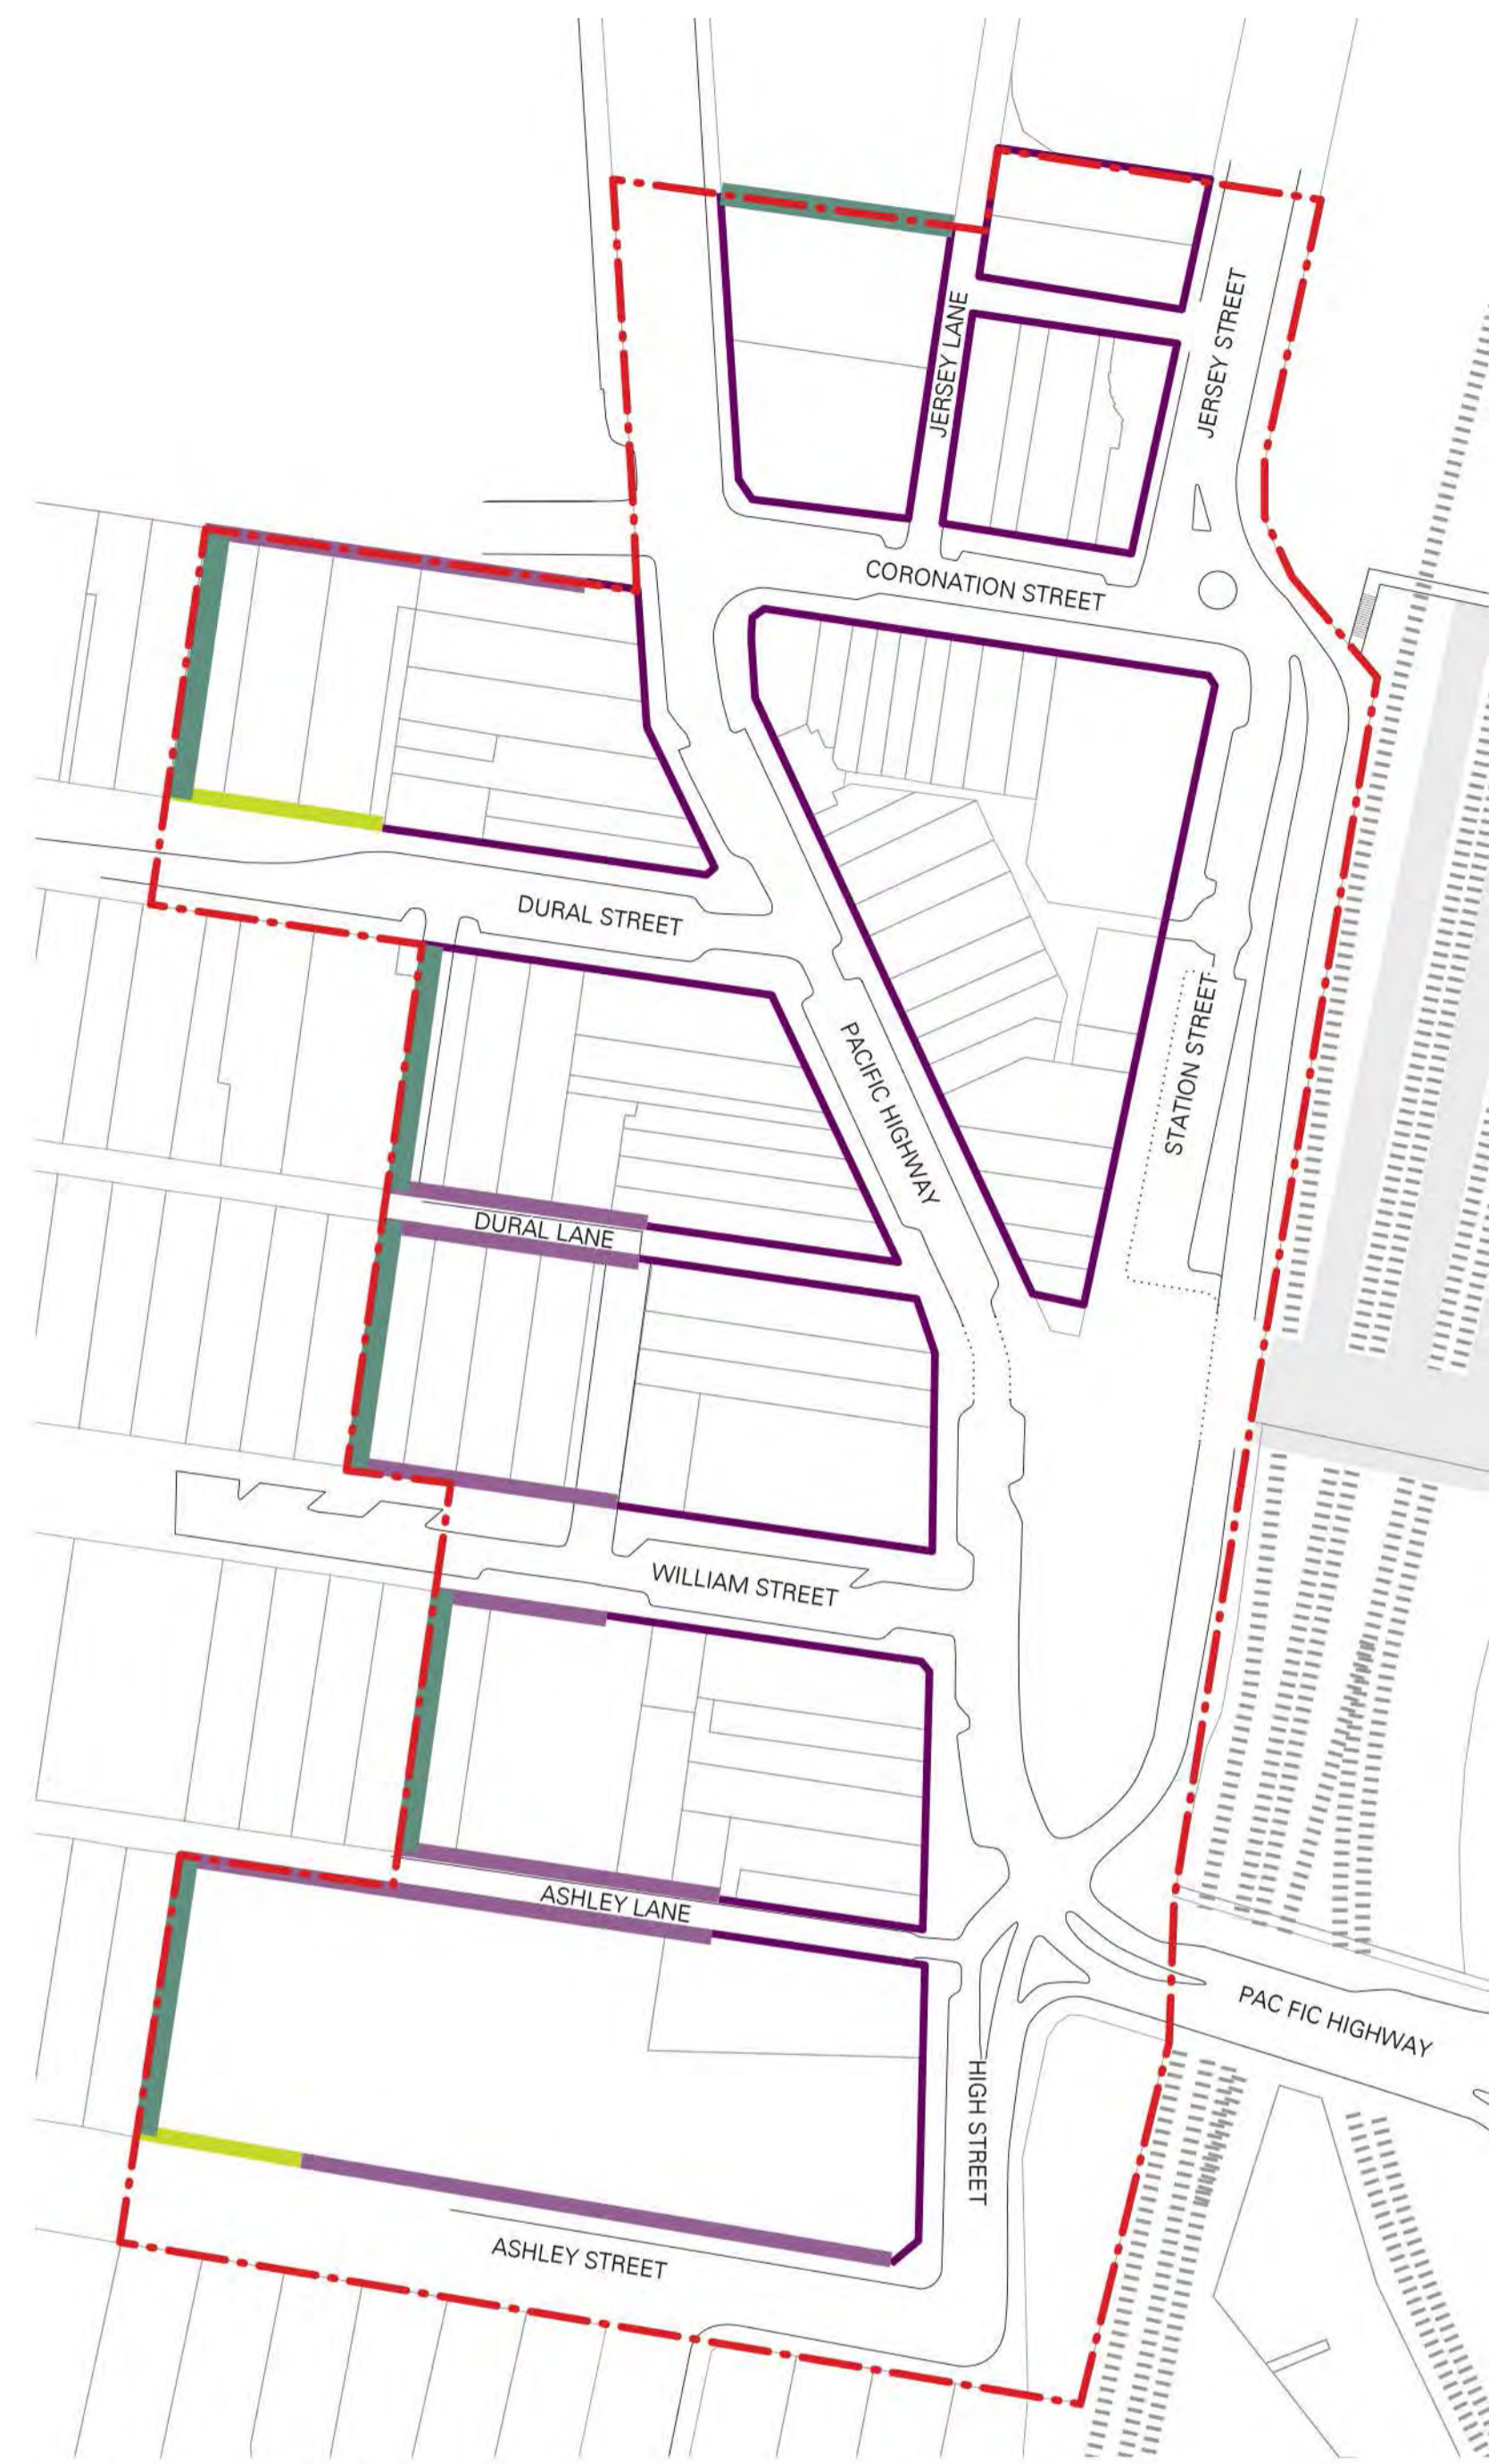 JERSEY STREET
JERSEY LANE
CORONATION STREET
DURAL STREET
STATION STREET
PACIFIC HIGHWAY
DURAL LANE
WILLIAM STREET
ASHLEY LANE
PAC FIC HIGHWAY
HIGH STREET
ASHLEY STREET